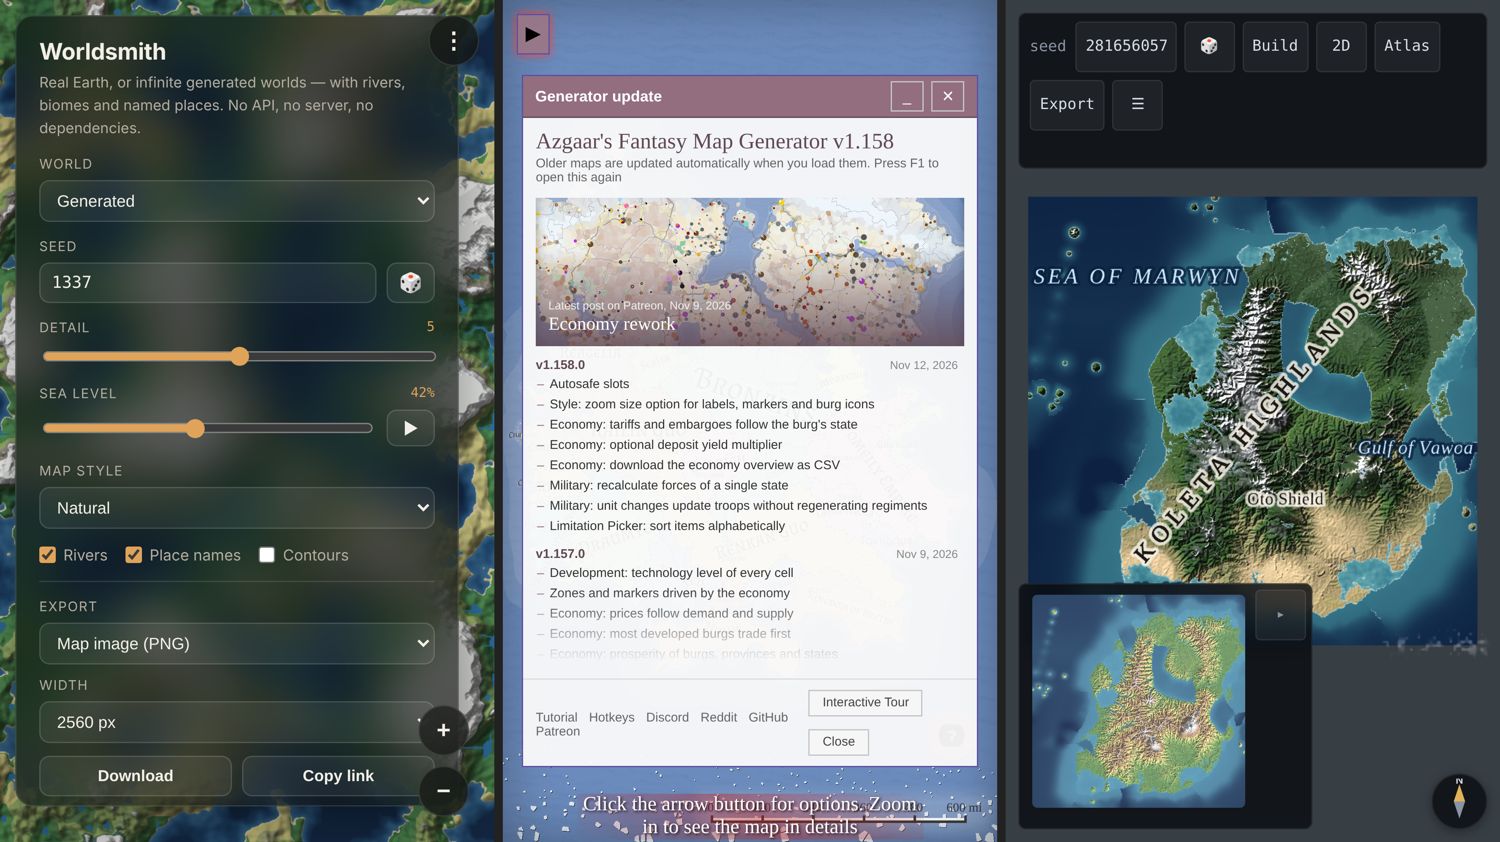 Worldsmith
Real Earth, or infinite generated worlds — with rivers,
biomes and named places. No API, no server, no
dependencies.
WORLD
Generated
SEED
1337
DETAIL
5
SEA LEVEL
42%
MAP STYLE
Natural
Rivers
Place names
Contours
EXPORT
Map image (PNG)
WIDTH
2560 px
Download
Copy link
Generator update
Azgaar's Fantasy Map Generator v1.158
Older maps are updated automatically when you load them. Press F1 to
open this again
Latest post on Patreon, Nov 9, 2026
Economy rework
v1.158.0 Nov 12, 2026
– Autosafe slots
– Style: zoom size option for labels, markers and burg icons
– Economy: tariffs and embargoes follow the burg's state
– Economy: optional deposit yield multiplier
– Economy: download the economy overview as CSV
– Military: recalculate forces of a single state
– Military: unit changes update troops without regenerating regiments
– Limitation Picker: sort items alphabetically
v1.157.0 Nov 9, 2026
– Development: technology level of every cell
– Zones and markers driven by the economy
– Economy: prices follow demand and supply
– Economy: most developed burgs trade first
– Economy: prosperity of burgs, provinces and states
Tutorial Hotkeys Discord Reddit GitHub
Patreon
Interactive Tour
Close
?
Click the arrow button for options. Zoom
in to see the map in details
600 mi
seed 281656057 Build 2D Atlas
Export
SEA OF MARWYN
KOLETA HIGHLANDS
Gulf of Vawoa
Oto Shield
N